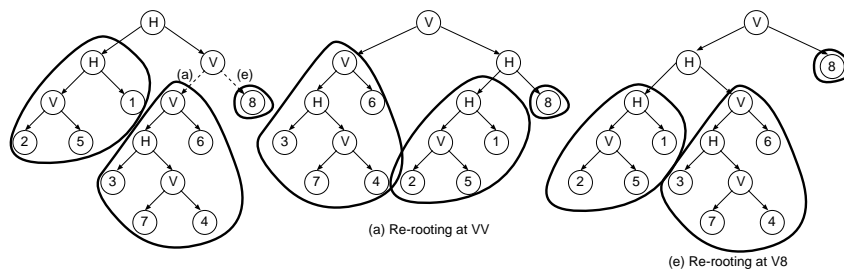 H V V
H (a) (e) V H V H
V 1 V 8 H 6 H 8 H V 8
2 5 H 6 3 V V 1 V 1 H 6
3 V 7 4 2 5 2 5 3 V
7 4 7 4
(a) Re-rooting at VV
(e) Re-rooting at V8